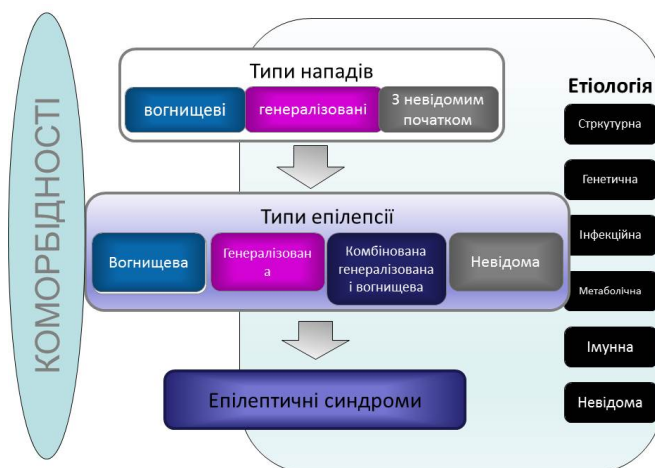 КОМОРБІДНОСТІ
Типи нападів
вогнищеві
генералізовані
З невідомим
початком
Типи епілепсії
Вогнищева
Генералізован
а
Комбінована
генералізована
і вогнищева
Невідома
Епілептичні синдроми
Етіологія
Стркутурна
Генетична
Інфекційна
Метаболічна
Імунна
Невідома